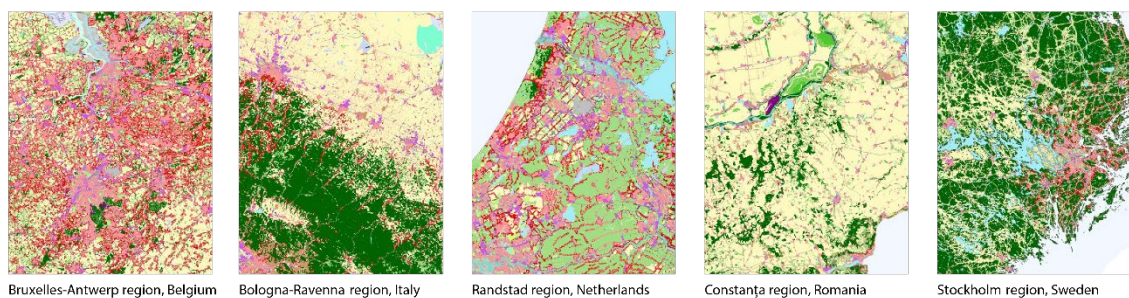 Bruxelles-Antwerp region, Belgium
Bologna-Ravenna region, Italy
Randstad region, Netherlands
Constanța region, Romania
Stockholm region, Sweden